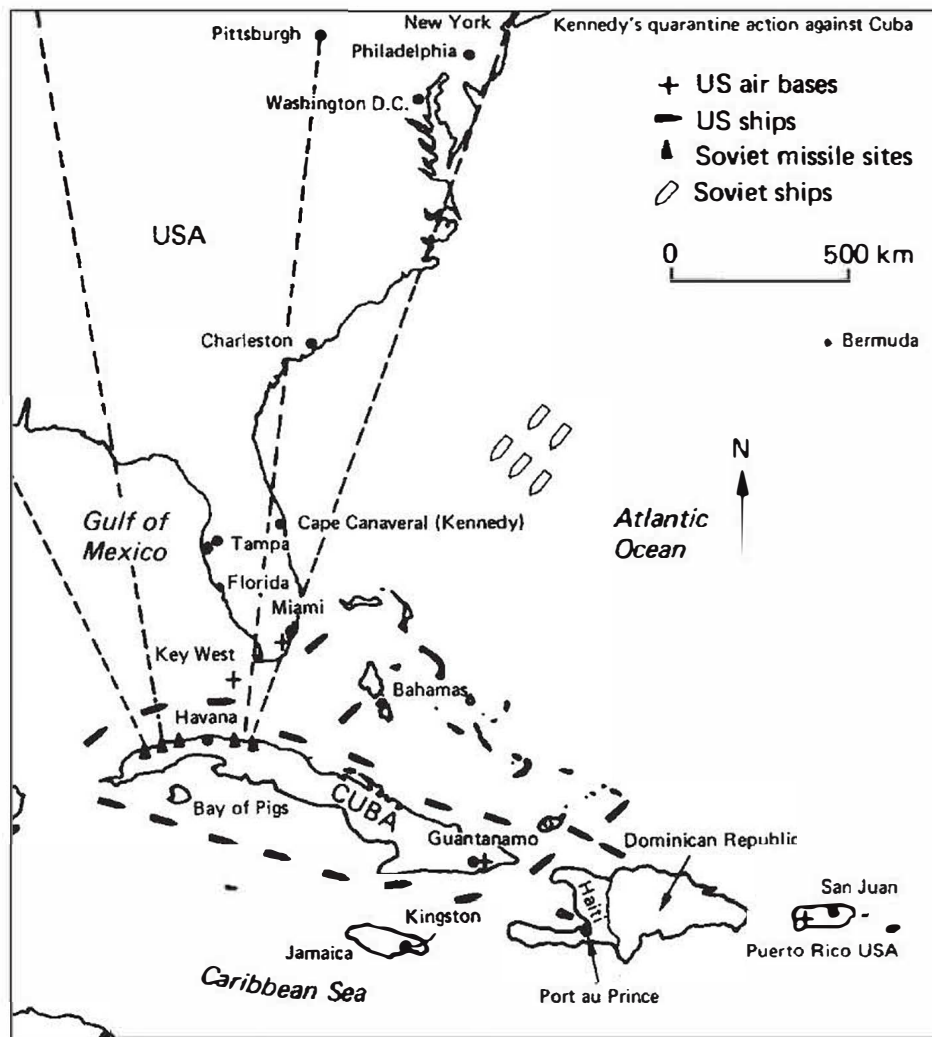 New York
Kennedy's quarantine action against Cuba
Pittsburgh
Philadelphia
Washington D.C.
US air bases
US ships
Soviet missile sites
Soviet ships
USA
0 500 km
Charleston
Bermuda
N
Gulf of
Mexico
Cape Canaveral (Kennedy)
Atlantic
Ocean
Tampa
Florida
Miami
Key West
Bahamas
Havana
Bay of Pigs
CUBA
Guantanamo
Dominican Republic
Haiti
San Juan
Kingston
Jamaica
Puerto Rico USA
Caribbean Sea
Port au Prince